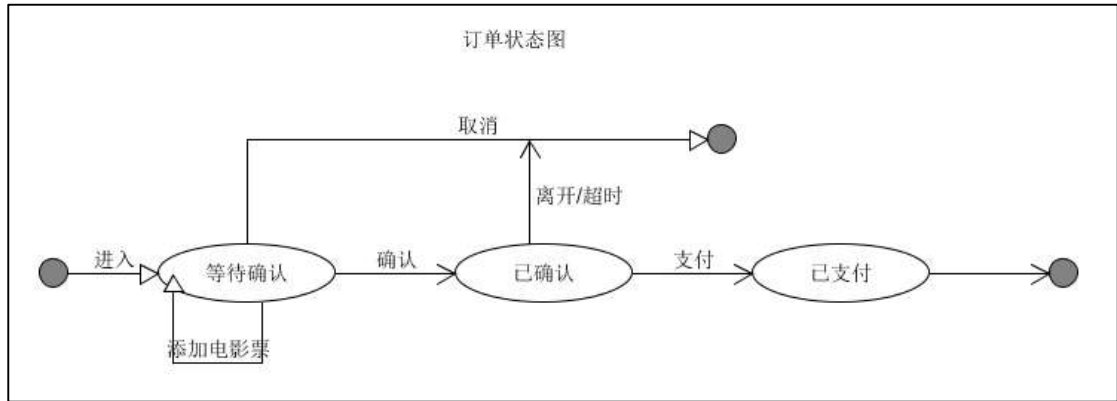 订单状态图
取消
离开/超时
进入
等待确认
确认
已确认
支付
已支付
添加电影票